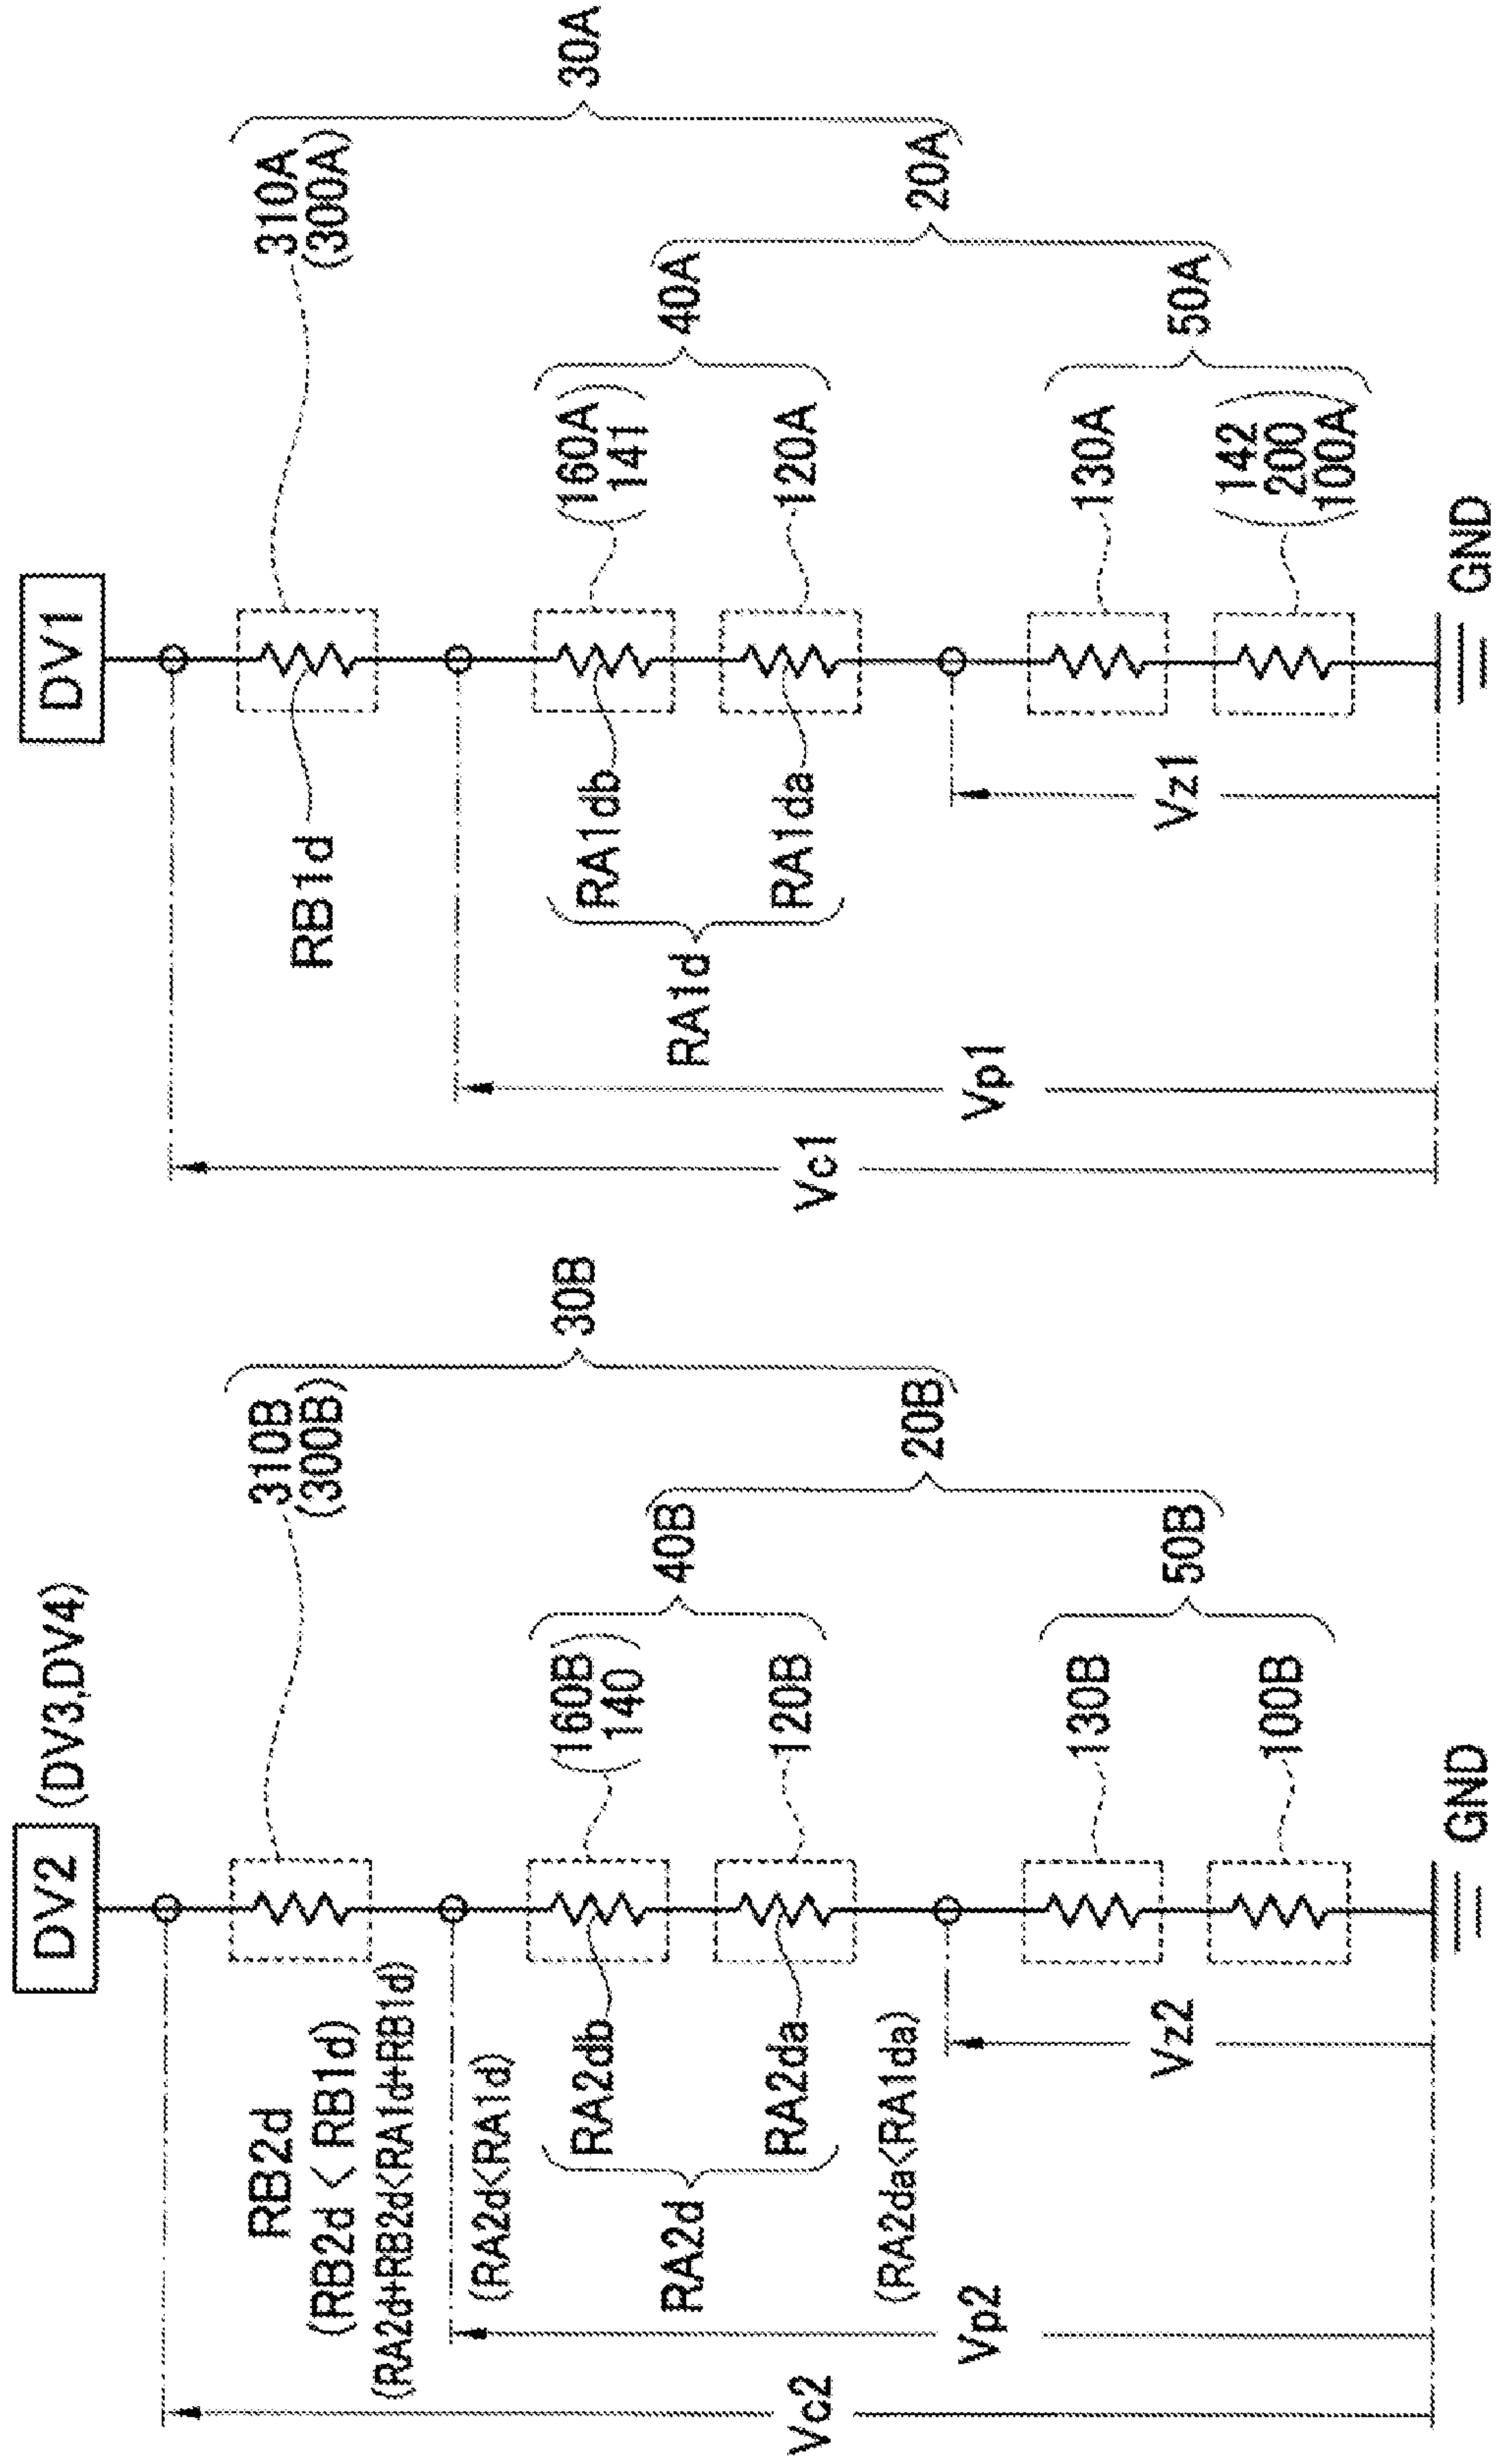 DV1
310A
(300A)
30A
RB1d
160A
141
40A
RA1db
120A
RA1da
RA1d
20A
130A
50A
142
200
100A
Vz1
Vp1
Vc1
GND
DV2 (DV3,DV4)
310B
(300B)
30B
RB2d
(RB2d < RB1d)
(RA2d+RB2d<RA1d+RB1d)
(RA2d<RA1d)
160B
140
40B
RA2db
120B
RA2da
RA2d
(RA2da<RA1da)
20B
130B
50B
100B
Vz2
Vp2
Vc2
GND